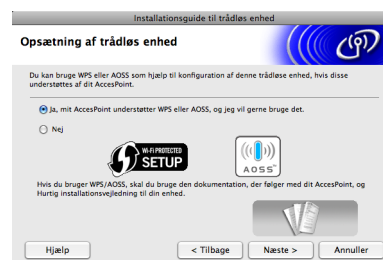 Installationsguide til trådløs enhed
Opsætning af trådløs enhed
Du kan bruge WPS eller AOSS som hjælp til konfiguration af denne trådløse enhed, hvis disse
understøttes af dit AccesPoint.
Ja, mit AccesPoint understøtter WPS eller AOSS, og jeg vil gerne bruge det.
Nej
WI-FI PROTECTED
SETUP
AOSS™
Hvis du bruger WPS/AOSS, skal du bruge den dokumentation, der følger med dit AccesPoint, og
Hurtig installationsvejledning til din enhed.
Hjælp
< Tilbage
Næste >
Annuller